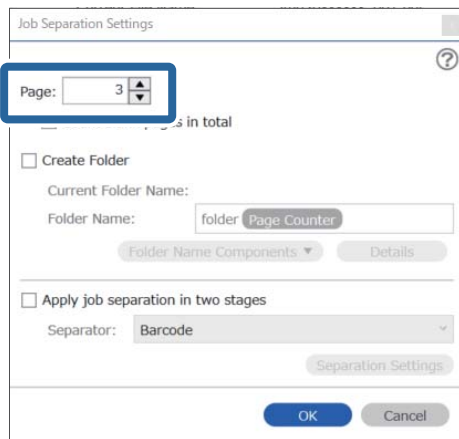 Job Separation Settings
?
Page: 3
pages in total
Create Folder
Current Folder Name:
Folder Name: folder Page Counter
Folder Name Components ▼ Details
Apply job separation in two stages
Separator: Barcode
Separation Settings
OK Cancel